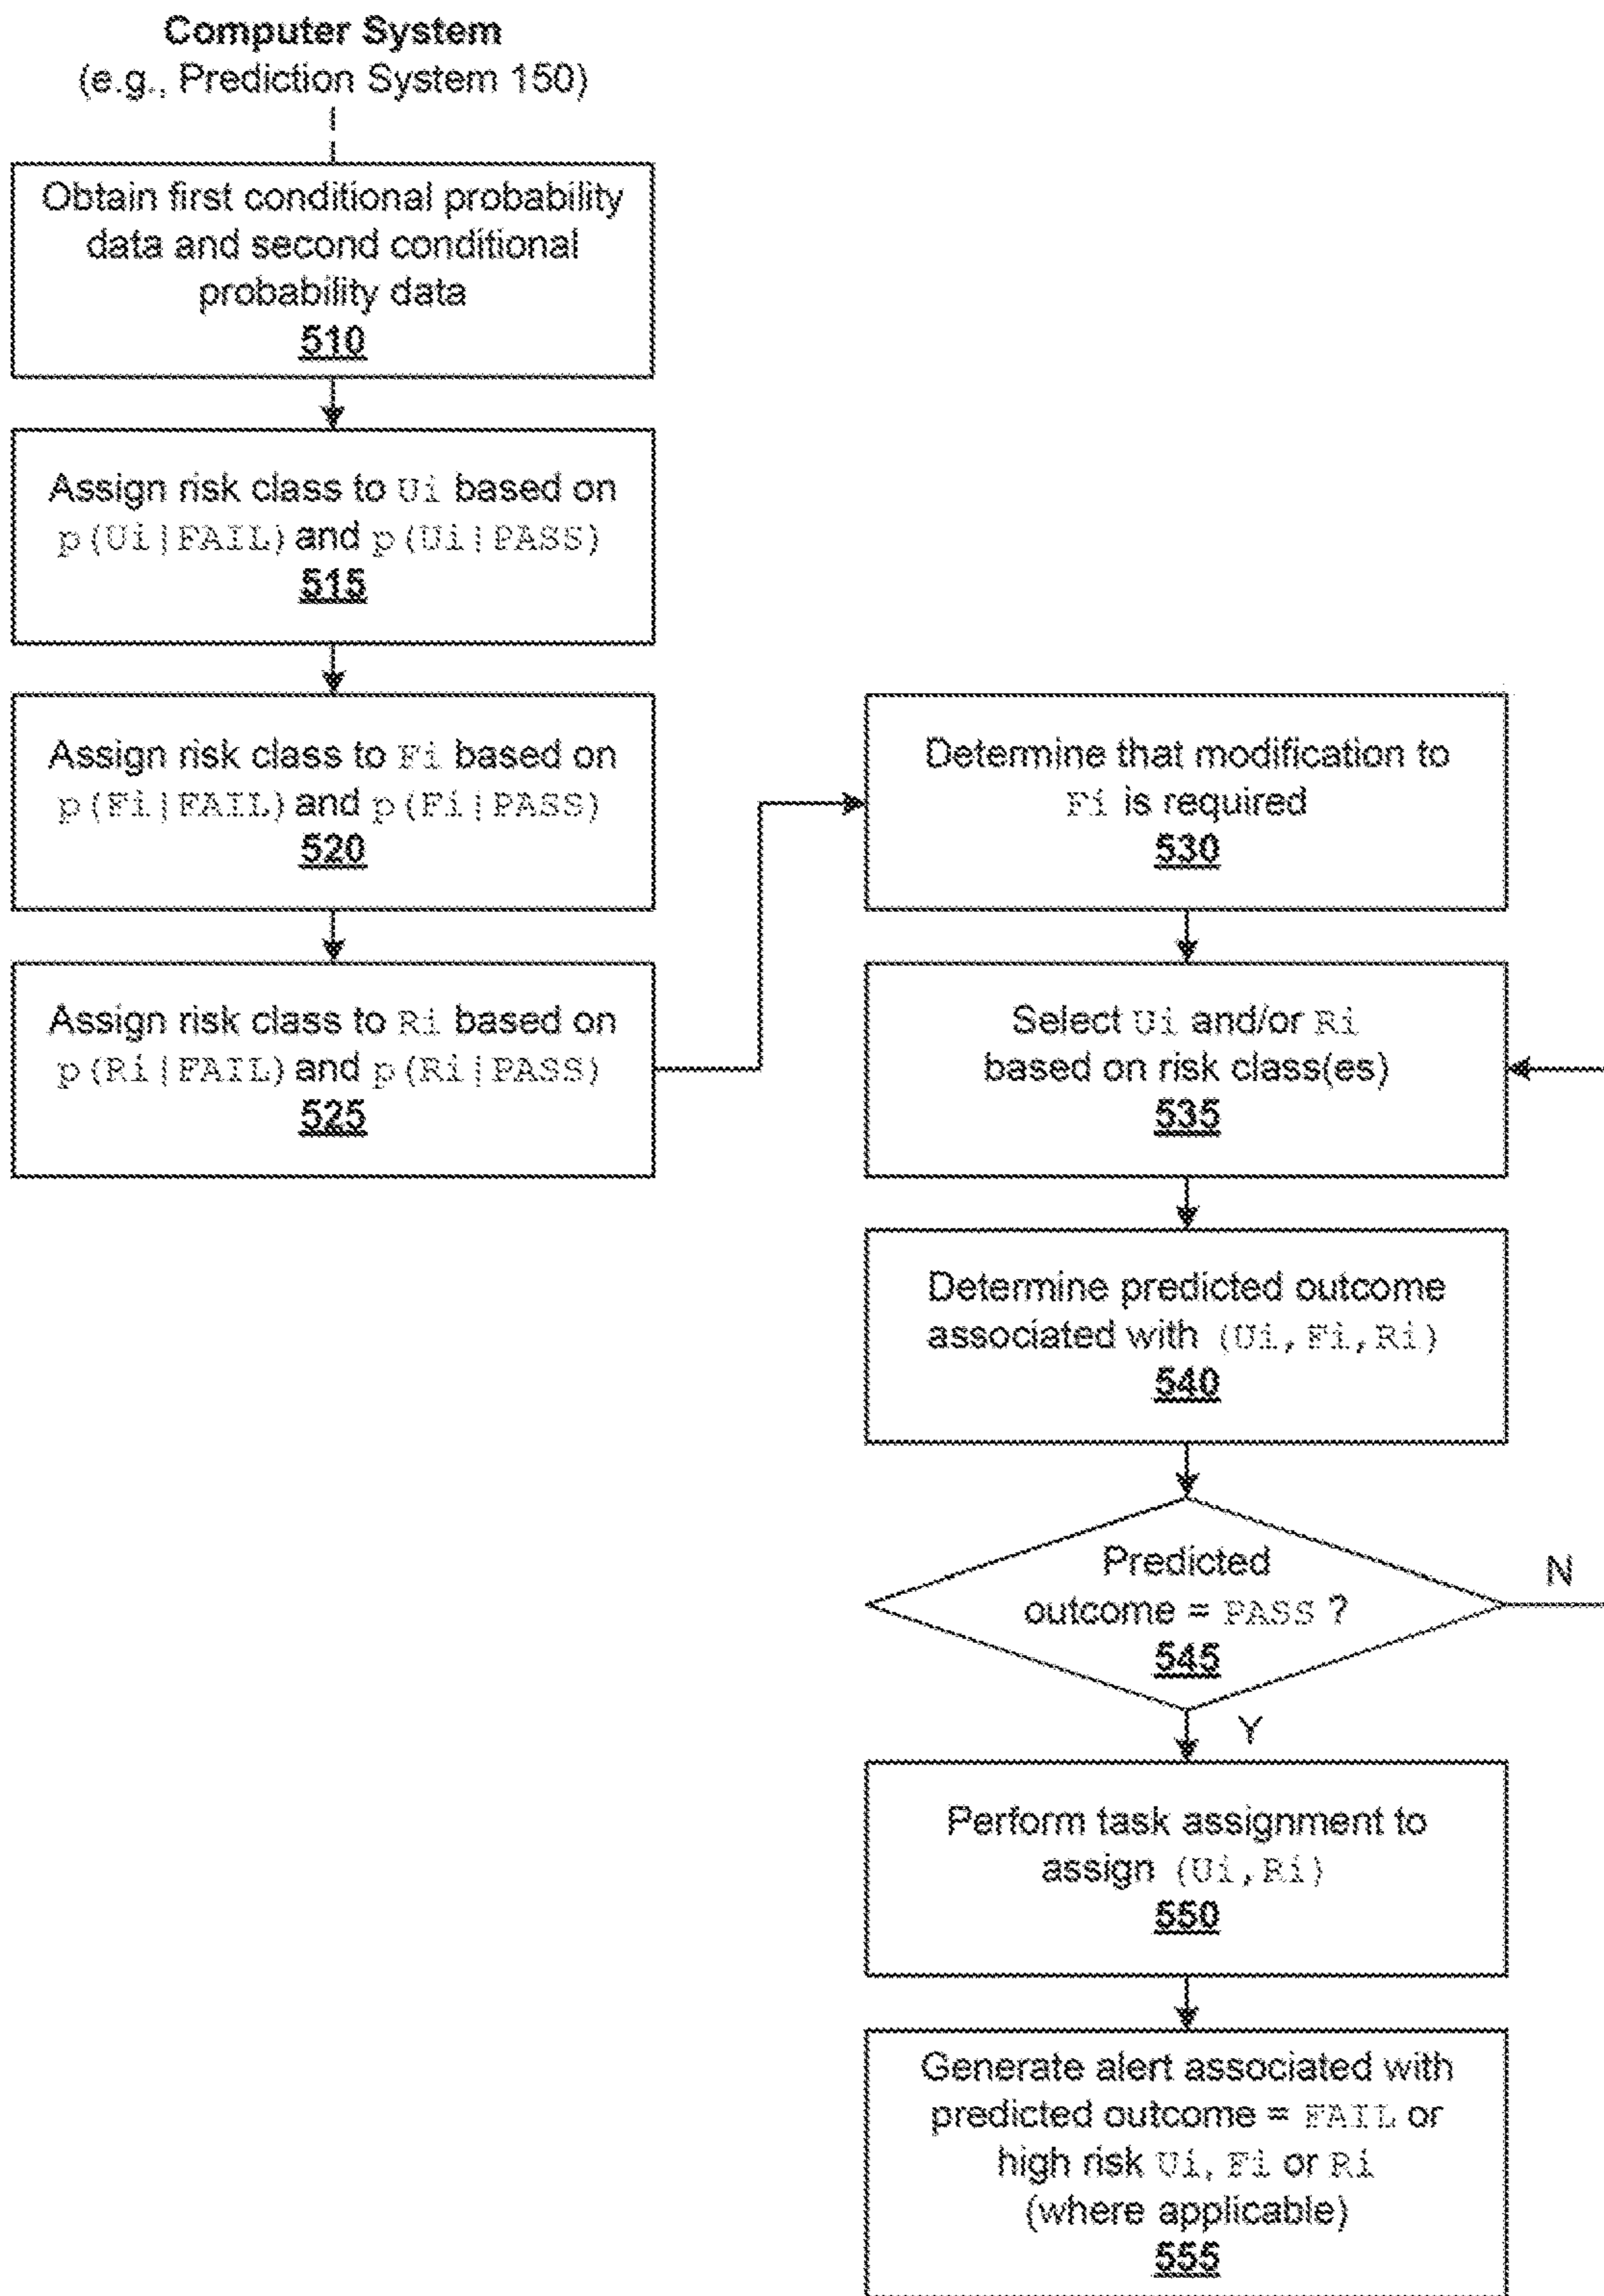 Computer System
(e.g., Prediction System 150)
Obtain first conditional probability
data and second conditional
probability data
510
Assign risk class to Ui based on
p(Ui|FAIL) and p(Ui|PASS)
515
Assign risk class to Fi based on
p(Fi|FAIL) and p(Fi|PASS)
520
Assign risk class to Ri based on
p(Ri|FAIL) and p(Ri|PASS)
525
Determine that modification to
Fi is required
530
Select Ui and/or Ri
based on risk class(es)
535
Determine predicted outcome
associated with (Ui,Fi,Ri)
540
Predicted
outcome = PASS ?
545
N
Y
Perform task assignment to
assign (Ui,Ri)
550
Generate alert associated with
predicted outcome = FAIL or
high risk Ui, Fi or Ri
(where applicable)
555